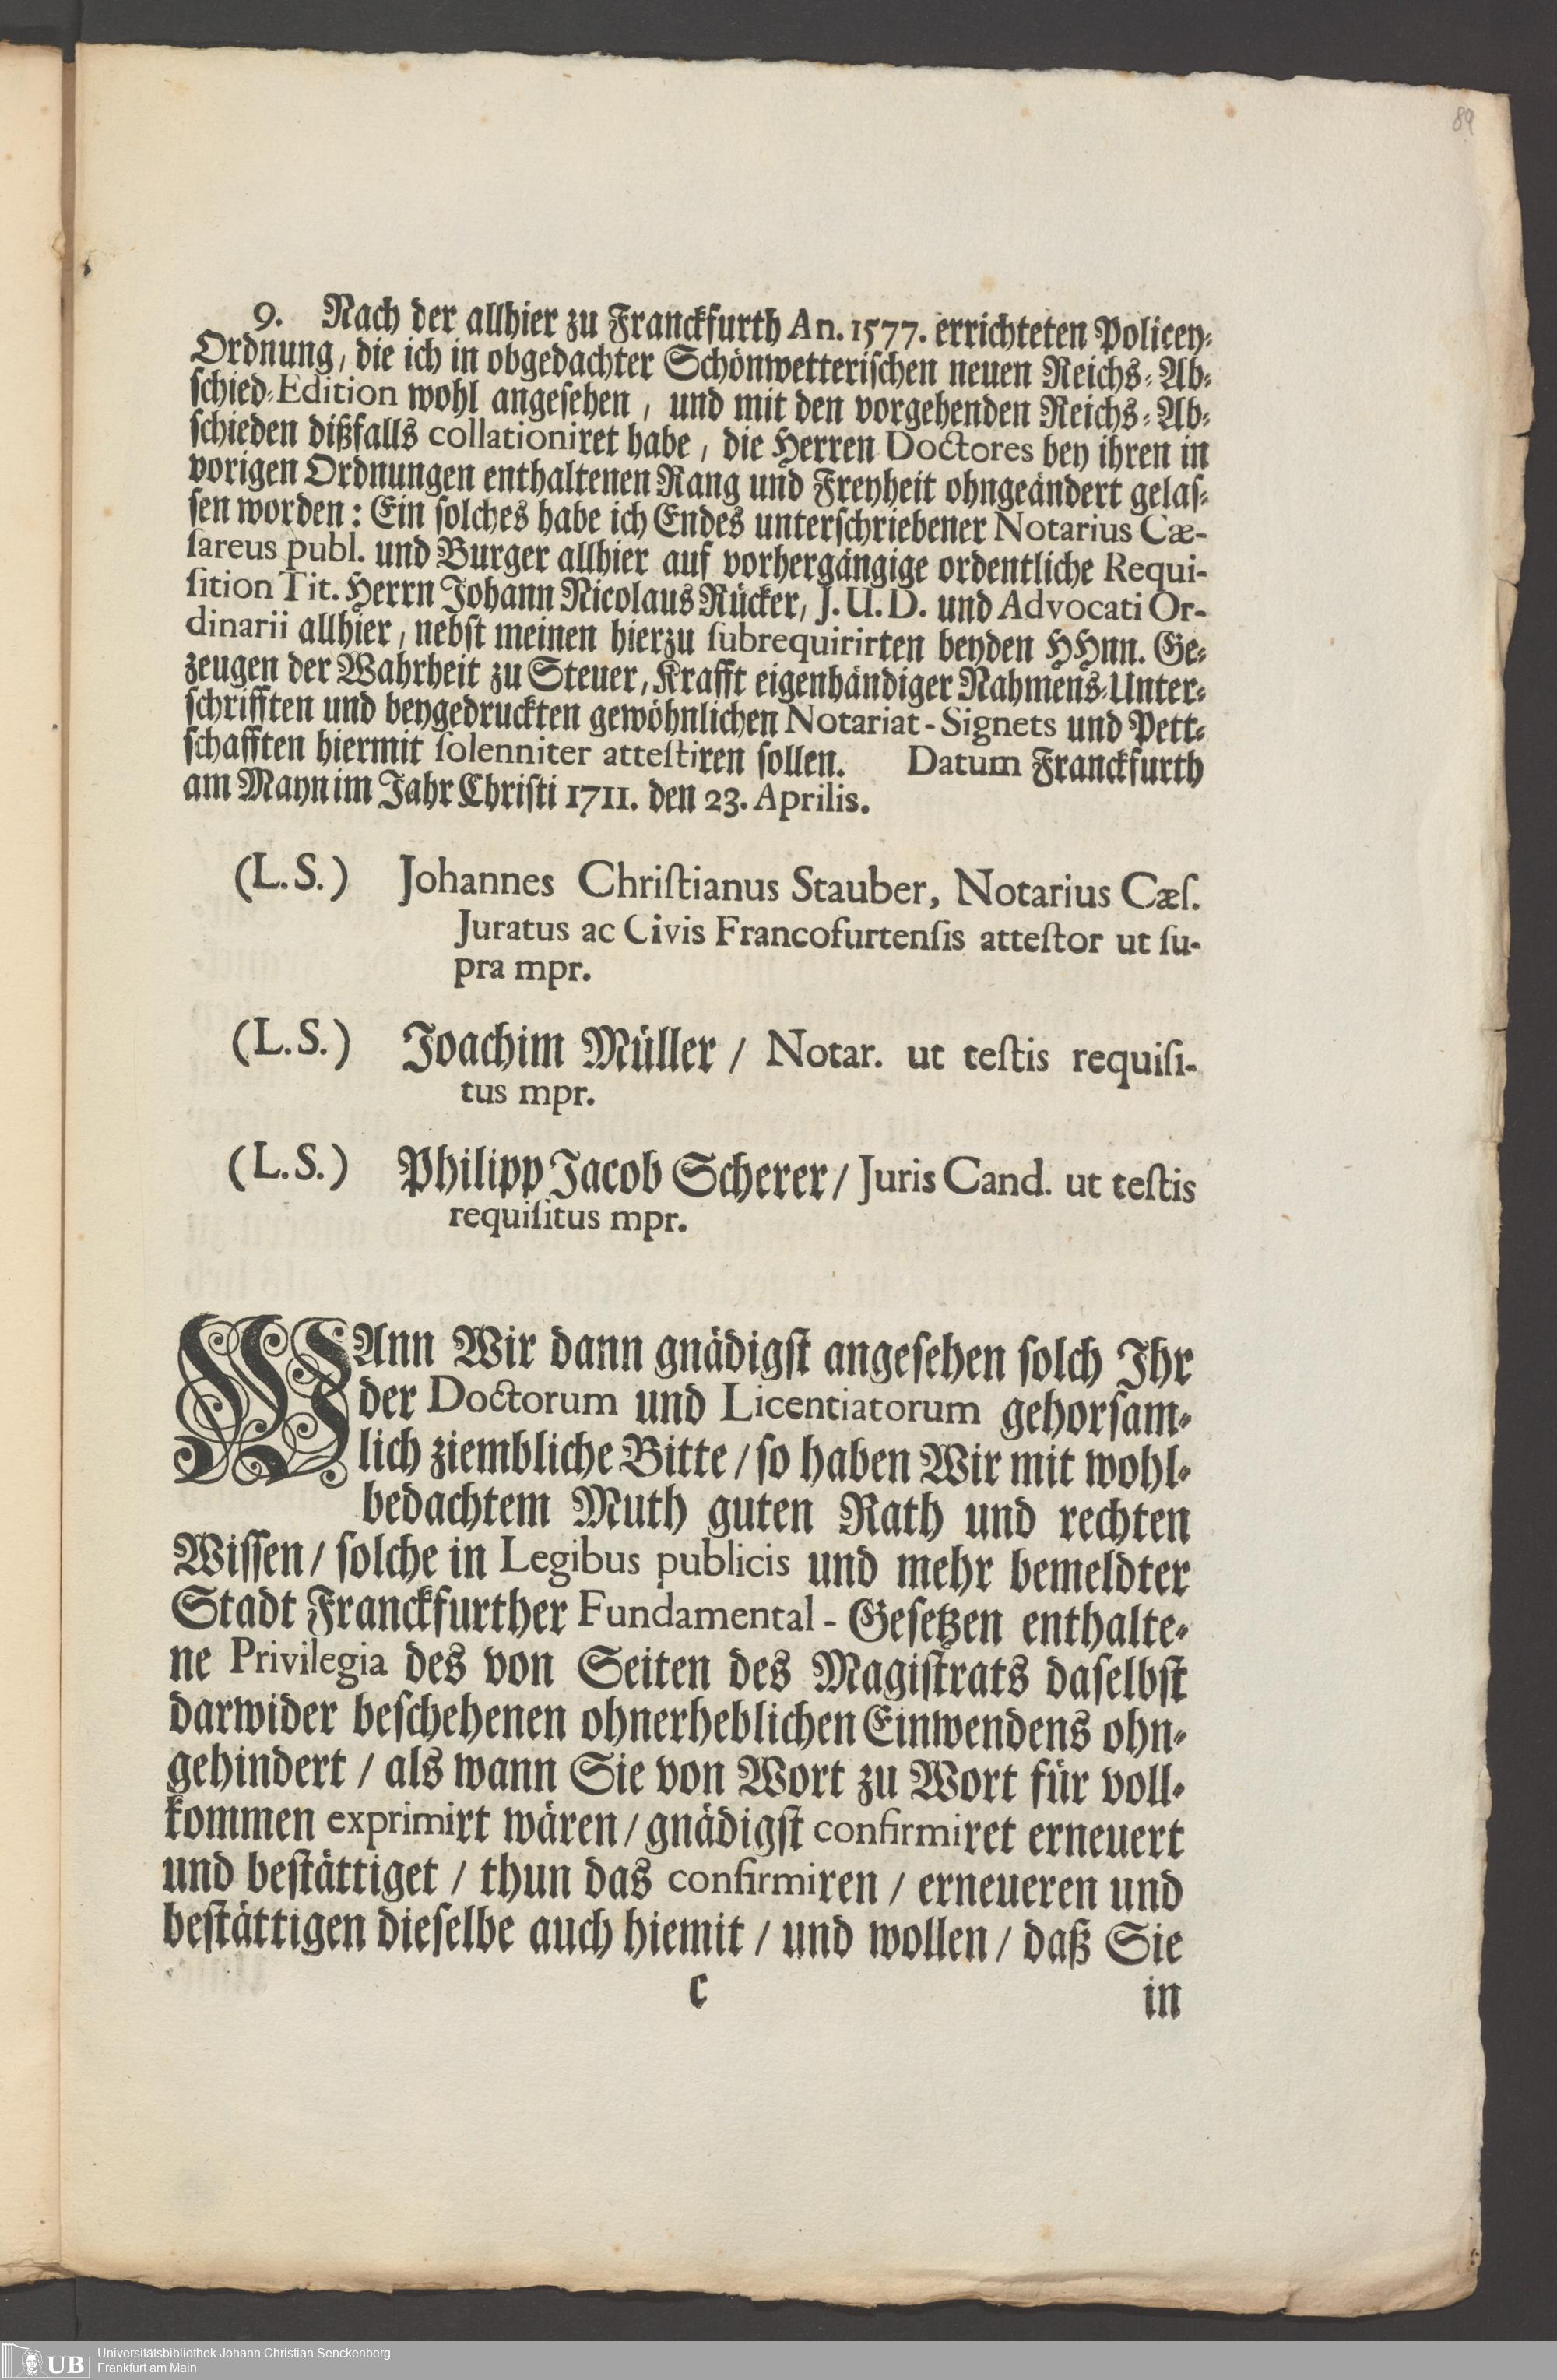 89
9. Nach der allhier zu Franckfurth An. 1577. errichteten Policey-
Ordnung, die ich in obgedachter Schönwetterischen neuen Reichs-Ab-
schied-Edition wohl angesehen, und mit den vorgehenden Reichs-Ab-
schieden dißfalls collationiret habe, die Herren Doctores bey ihren in
vorigen Ordnungen enthaltenen Rang und Freyheit ohngeändert gelas-
sen worden: Ein solches habe ich Endes unterschriebener Notarius Cæ-
sareus publ. und Burger allhier auf vorhergängige ordentliche Requi-
sition Tit. Herrn Johann Nicolaus Rücker, J. U. D. und Advocati Or-
dinarii allhier, nebst meinen hierzu subrequirirten beyden HHnn. Ge-
zeugen der Wahrheit zu Steuer, Krafft eigenhändiger Nahmens-Unter-
schrifften und beygedruckten gewöhnlichen Notariat-Signets und Pett-
schafften hiermit solenniter attestiren sollen. Datum Franckfurth
am Mayn im Jahr Christi 1711. den 23. Aprilis.
(L. S.) Johannes Christianus Stauber, Notarius Cæs.
Juratus ac Civis Francofurtensis attestor ut su-
pra mpr.
(L. S.) Joachim Müller / Notar. ut testis requisi-
tus mpr.
(L. S.) Philipp Jacob Scherer / Juris Cand. ut testis
requisitus mpr.
WAnn Wir dann gnädigst angesehen solch Ihr
der Doctorum und Licentiatorum gehorsam-
lich ziembliche Bitte / so haben Wir mit wohl-
bedachtem Muth guten Rath und rechten
Wissen / solche in Legibus publicis und mehr bemeldter
Stadt Franckfurther Fundamental-Gesetzen enthalte-
ne Privilegia des von Seiten des Magistrats daselbst
darwider beschehenen ohnerheblichen Einwendens ohn-
gehindert / als wann Sie von Wort zu Wort für voll-
kommen exprimirt wären / gnädigst confirmiret erneuert
und bestättiget / thun das confirmiren / erneueren und
bestättigen dieselbe auch hiemit / und wollen / daß Sie
c in
UB Universitätsbibliothek Johann Christian Senckenberg
Frankfurt am Main